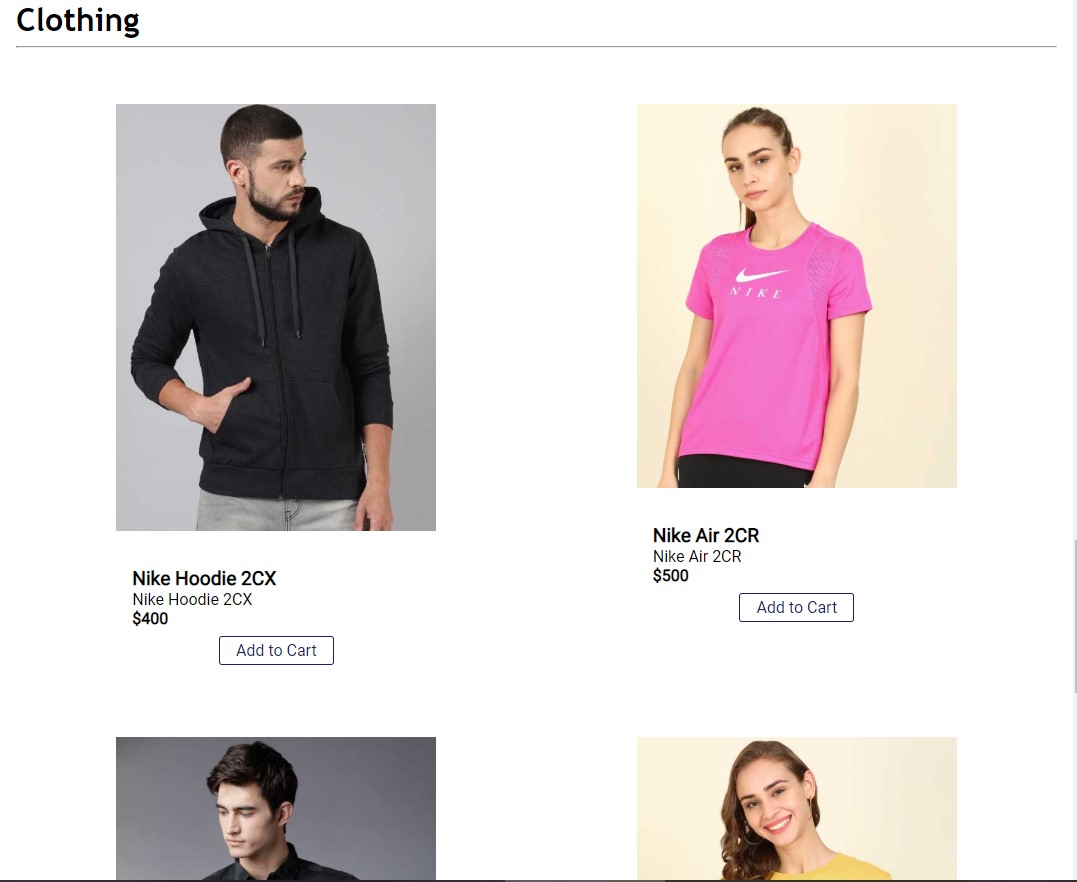 Clothing
NIKE
Nike Hoodie 2CX
Nike Hoodie 2CX
$400
Add to Cart
Nike Air 2CR
Nike Air 2CR
$500
Add to Cart